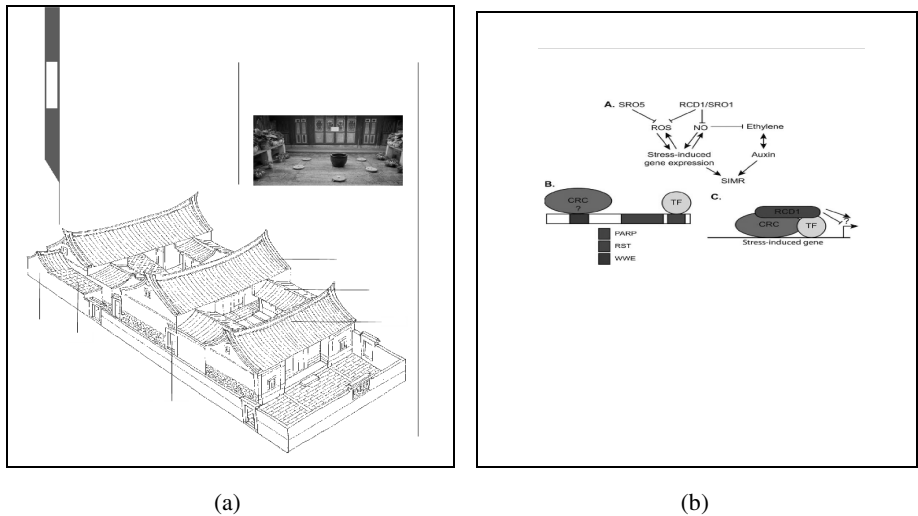 A. SRO5 RCD1/SRO1
ROS NO Ethylene
Stress-induced
gene expression
Auxin
SIMR
B.
CRC
?
TF
PARP
RST
WWE
C.
RCD1
CRC
TF
?
Stress-induced gene
(a)
(b)